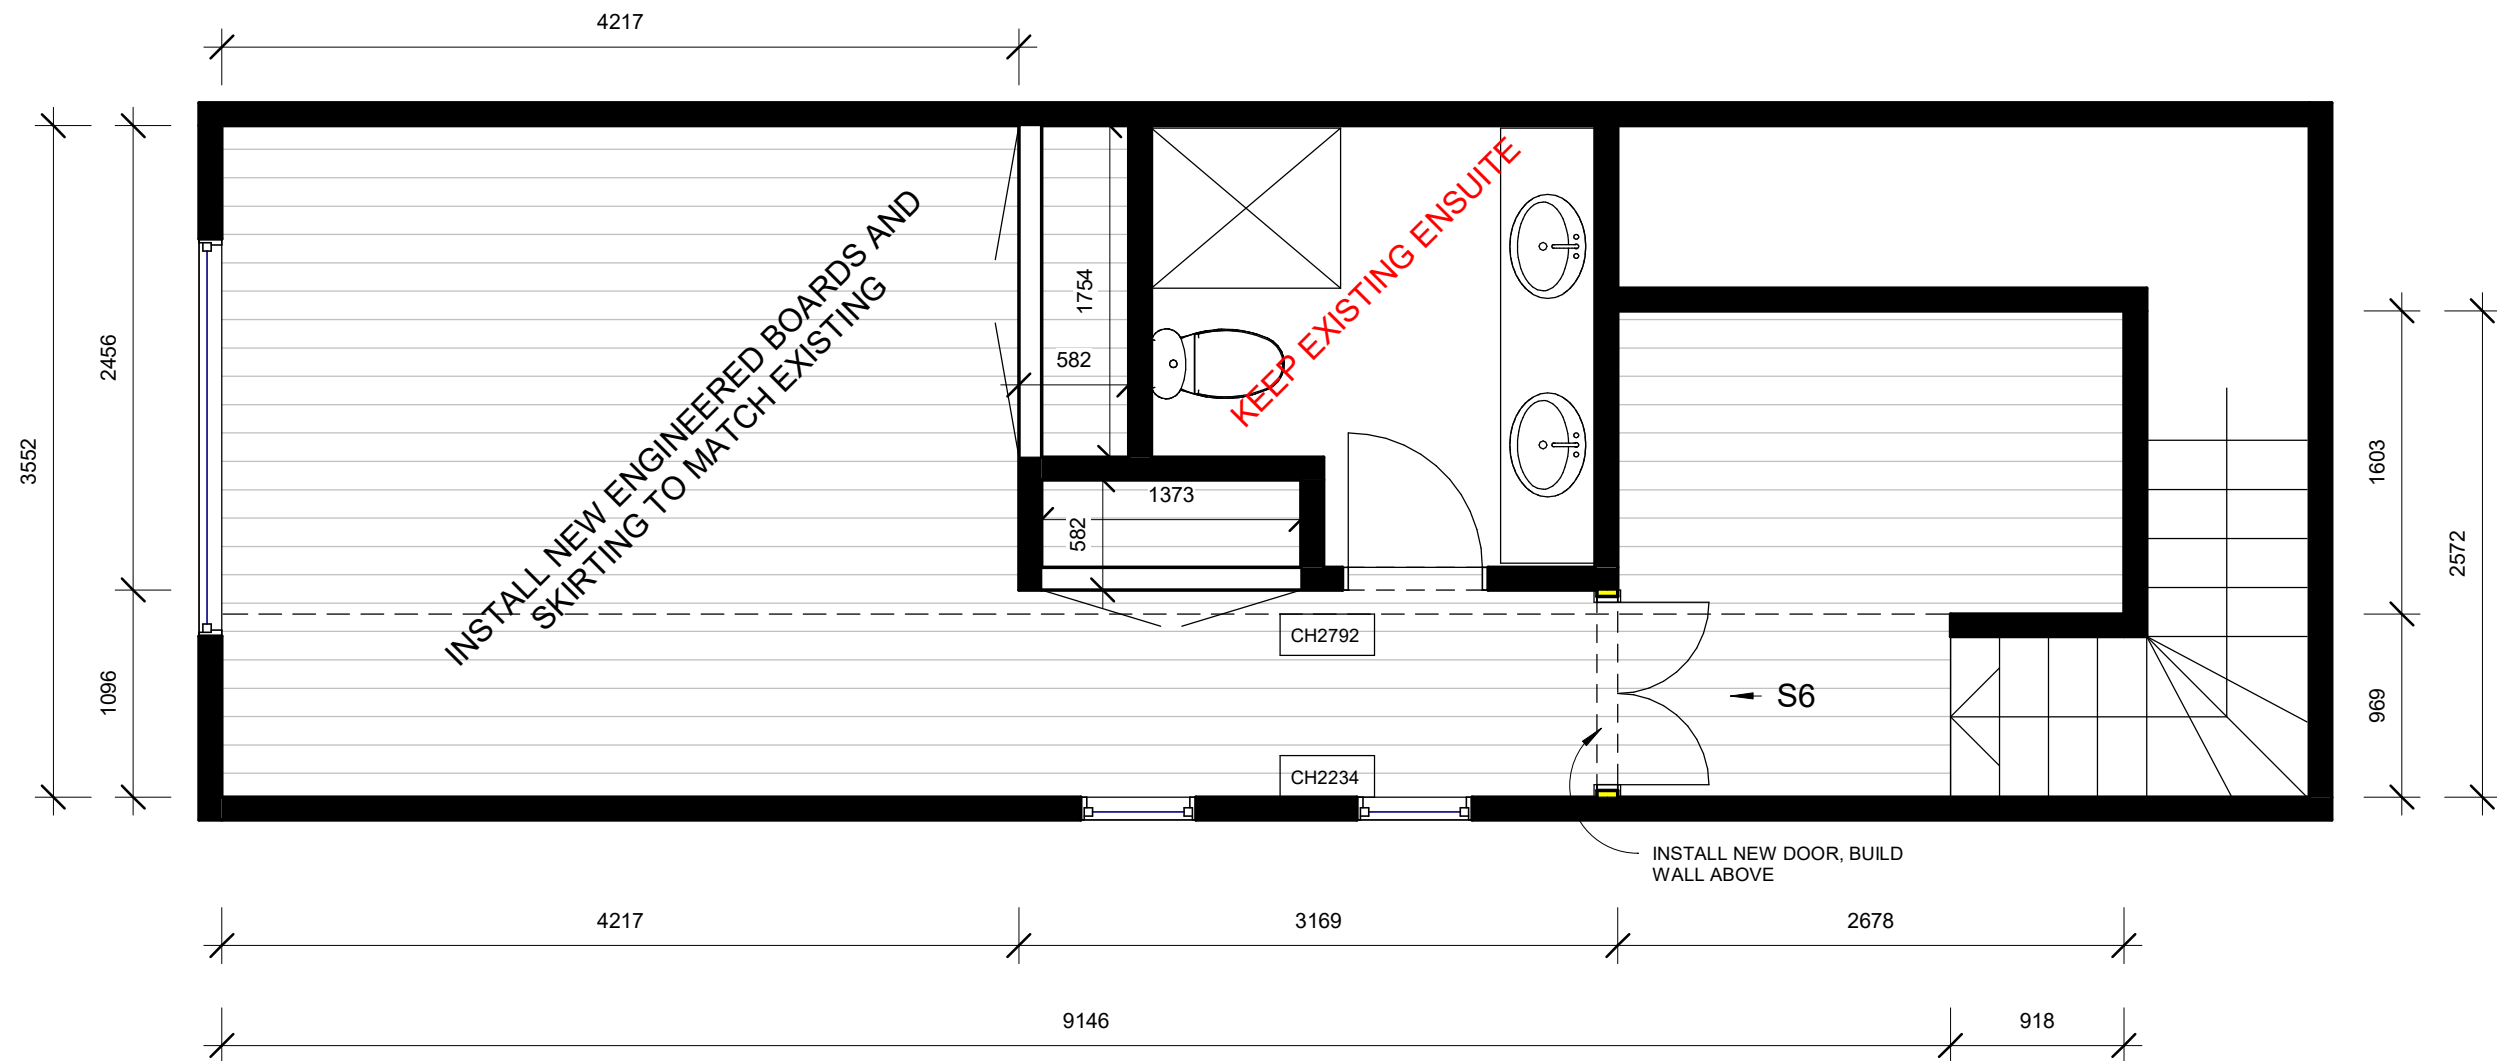 4217
INSTALL NEW ENGINEERED BOARDS AND
SKIRTING TO MATCH EXISTING
KEEP EXISTING ENSUITE
1754
582
1373
582
3552
2456
1096
1603
969
2572
CH2792
CH2234
S6
INSTALL NEW DOOR, BUILD
WALL ABOVE
4217
3169
2678
9146
918